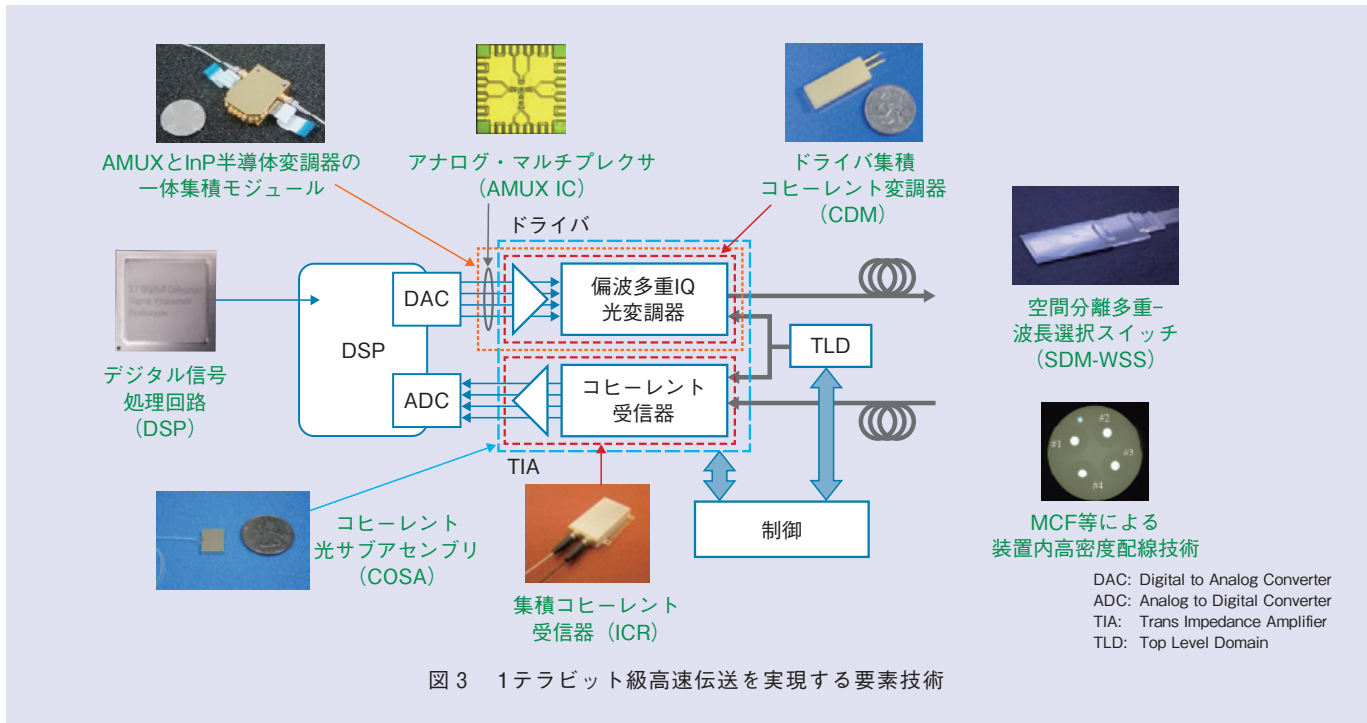 AMUXとInP半導体変調器の
一体集積モジュール
アナログ・マルチプレクサ
(AMUX IC)
ドライバ集積
コヒーレント変調器
(CDM)
ドライバ
DAC
偏波多重IQ
光変調器
DSP
TLD
ADC
コヒーレント
受信器
TIA
制御
デジタル信号
処理回路
(DSP)
空間分離多重−
波長選択スイッチ
(SDM-WSS)
#1
#2
#3
#4
MCF等による
装置内高密度配線技術
コヒーレント
光サブアセンブリ
(COSA)
集積コヒーレント
受信器(ICR)
DAC: Digital to Analog Converter
ADC: Analog to Digital Converter
TIA: Trans Impedance Amplifier
TLD: Top Level Domain
図3 1テラビット級高速伝送を実現する要素技術